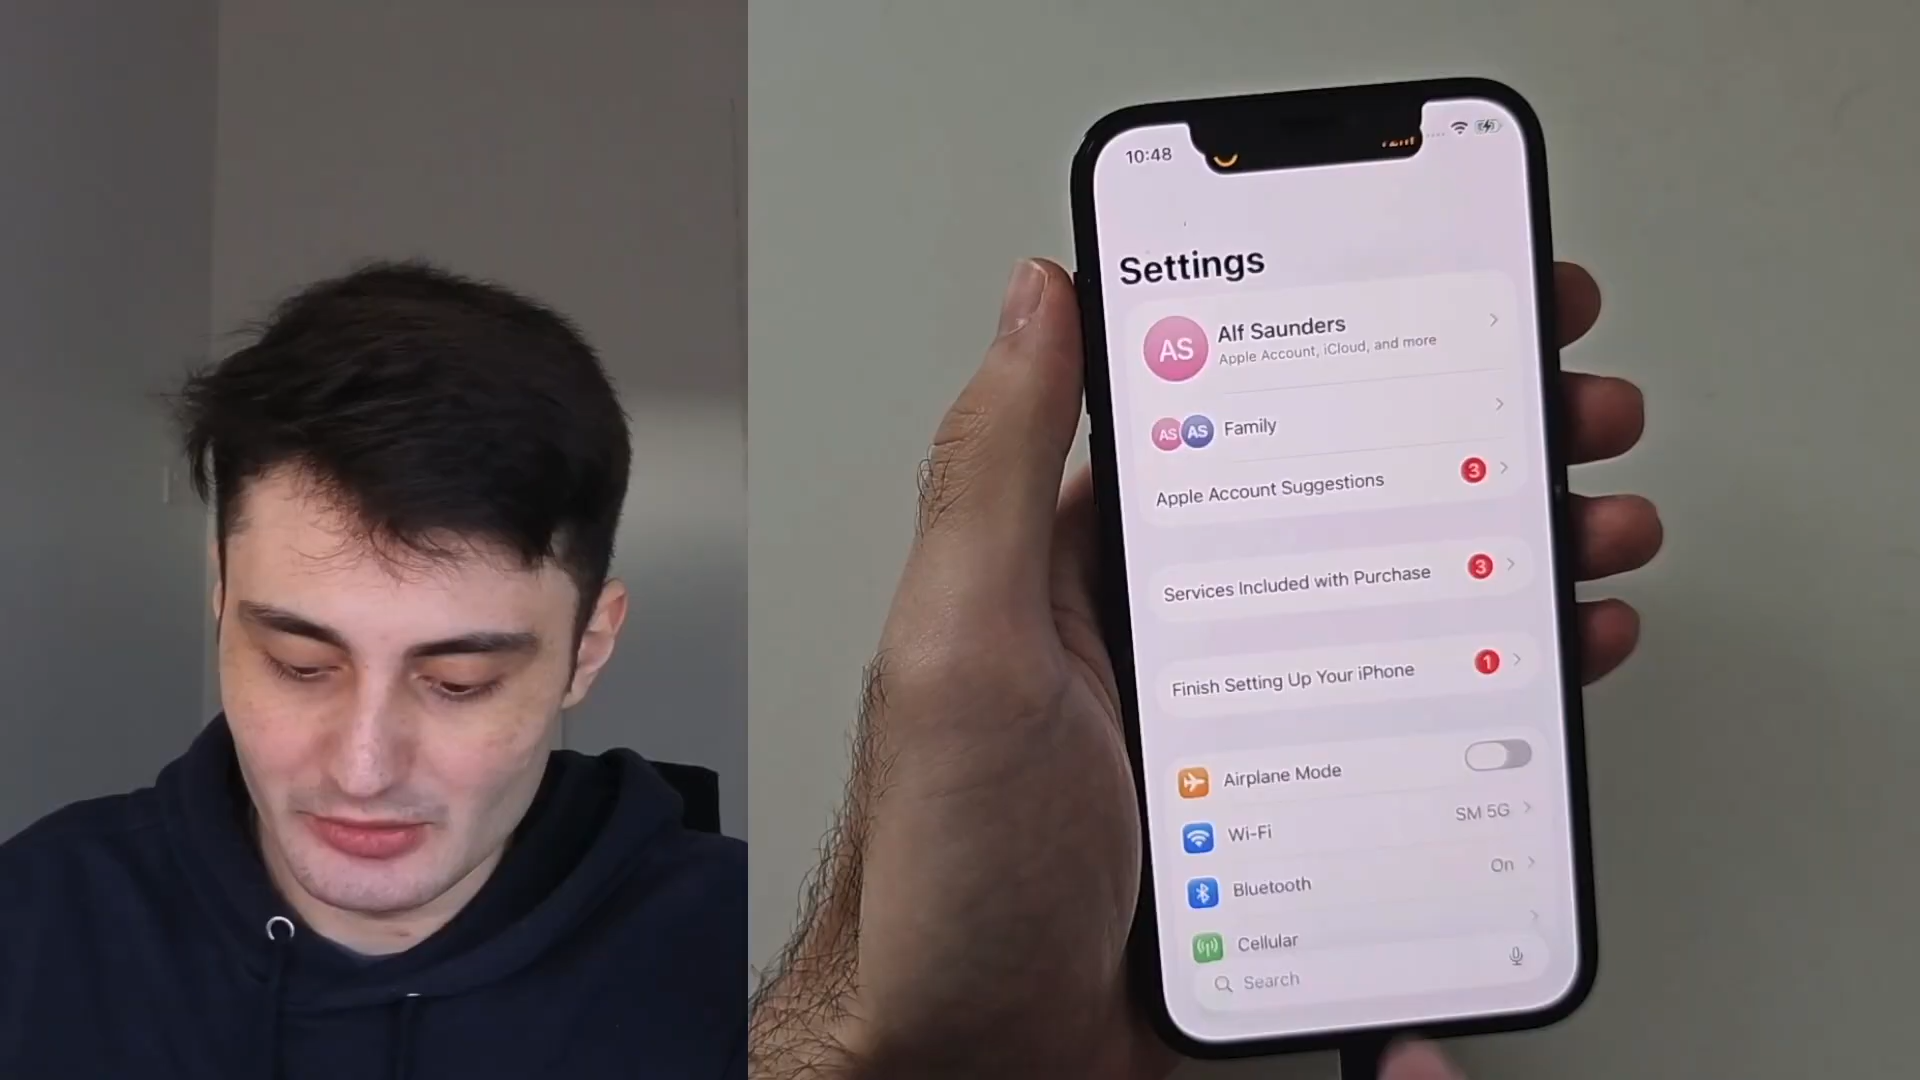 10:48
Settings
AS
Alf Saunders
Apple Account, iCloud, and more
AS AS Family
Apple Account Suggestions 3
Services Included with Purchase 3
Finish Setting Up Your iPhone 1
Airplane Mode
Wi-Fi SM 5G
Bluetooth On
Cellular
Search